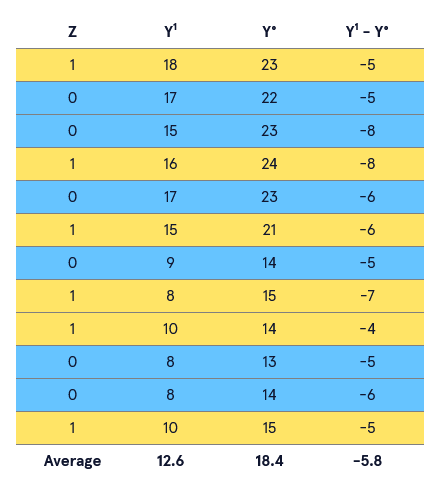 Z Y¹ Y° Y¹ - Y°
1 18 23 -5
0 17 22 -5
0 15 23 -8
1 16 24 -8
0 17 23 -6
1 15 21 -6
0 9 14 -5
1 8 15 -7
1 10 14 -4
0 8 13 -5
0 8 14 -6
1 10 15 -5
Average 12.6 18.4 -5.8